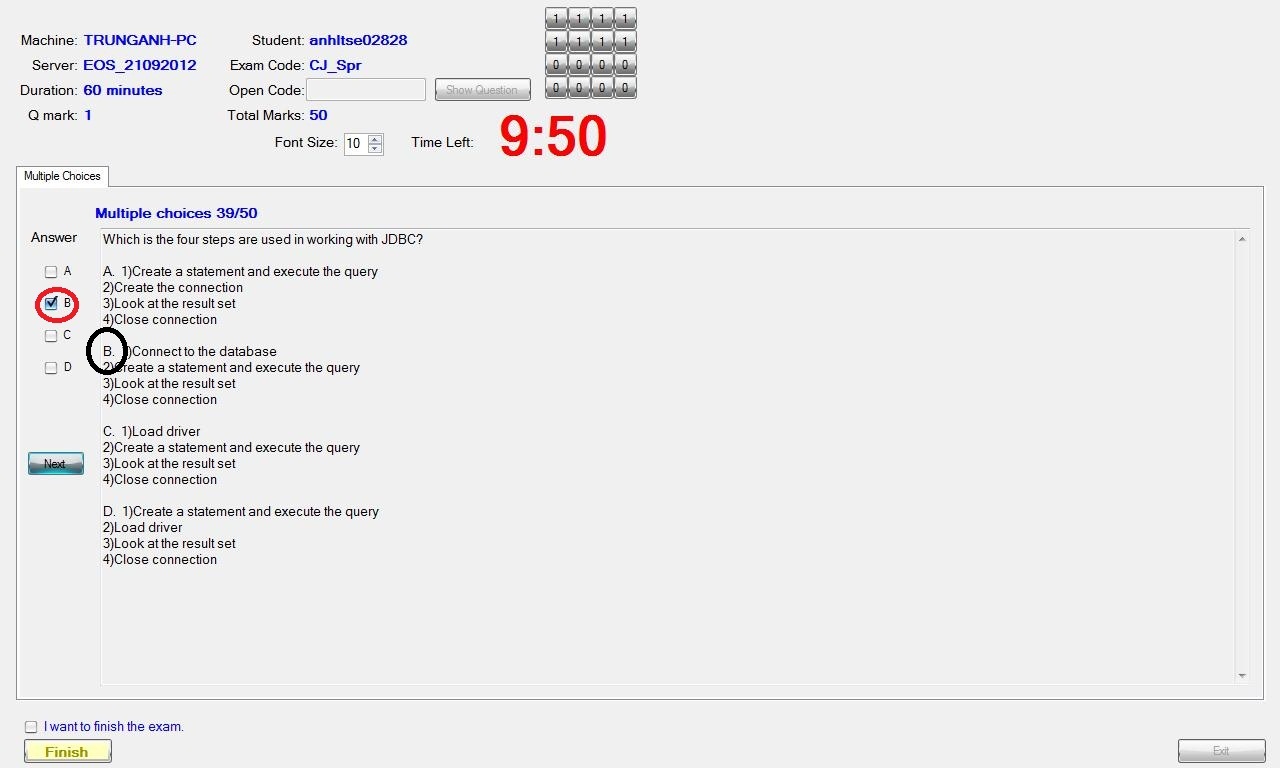 Machine: TRUNGANH-PC Student: anhltse02828
Server: EOS_21092012 Exam Code: CJ_Spr
Duration: 60 minutes Open Code: Show Question
Q mark: 1 Total Marks: 50
1 1 1 1
1 1 1 1
0 0 0 0
0 0 0 0
Font Size: 10 Time Left: 9:50
Multiple Choices
Multiple choices 39/50
Answer
A
B
C
D
Next
Which is the four steps are used in working with JDBC?
A. 1)Create a statement and execute the query
2)Create the connection
3)Look at the result set
4)Close connection
B. 1)Connect to the database
2)Create a statement and execute the query
3)Look at the result set
4)Close connection
C. 1)Load driver
2)Create a statement and execute the query
3)Look at the result set
4)Close connection
D. 1)Create a statement and execute the query
2)Load driver
3)Look at the result set
4)Close connection
I want to finish the exam.
Finish
Exit